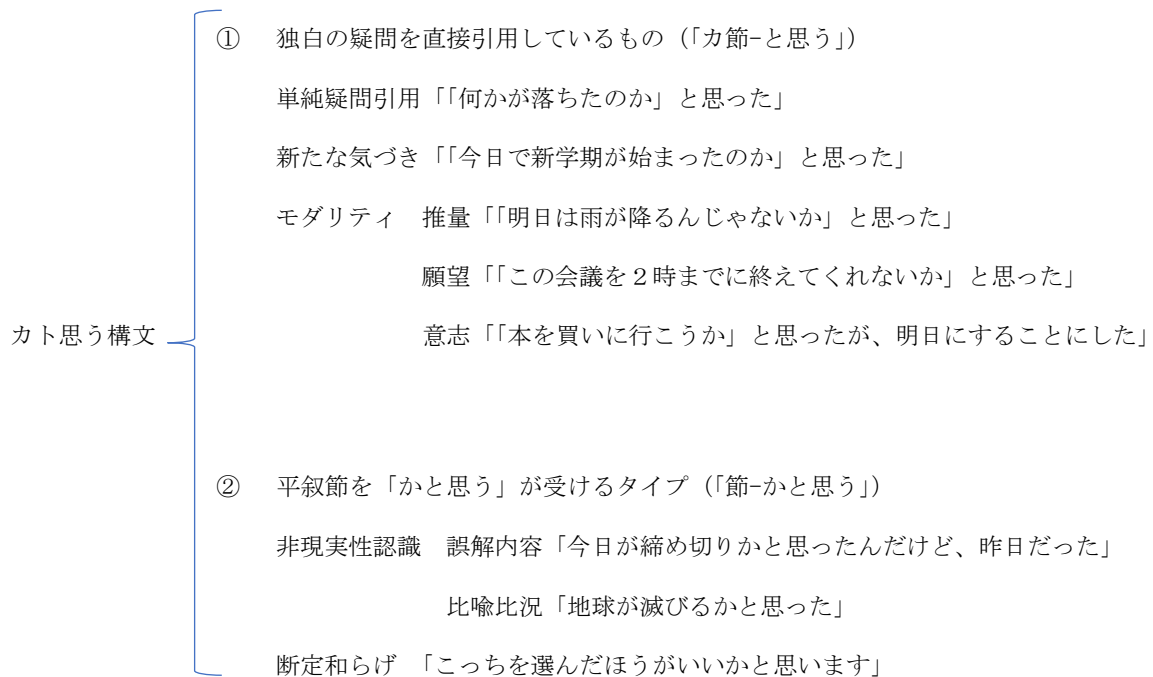 ① 独白の疑問を直接引用しているもの（「カ節-と思う」）
単純疑問引用「「何かが落ちたのか」と思った」
新たな気づき「「今日で新学期が始まったのか」と思った」
モダリティ 推量「「明日は雨が降るんじゃないか」と思った」
願望「「この会議を２時までに終えてくれないか」と思った」
カト思う構文 意志「「本を買いに行こうか」と思ったが、明日にすることにした」
② 平叙節を「かと思う」が受けるタイプ（「節-かと思う」）
非現実性認識 誤解内容「今日が締め切りかと思ったんだけど、昨日だった」
比喩比況「地球が滅びるかと思った」
断定和らげ 「こっちを選んだほうがいいかと思います」